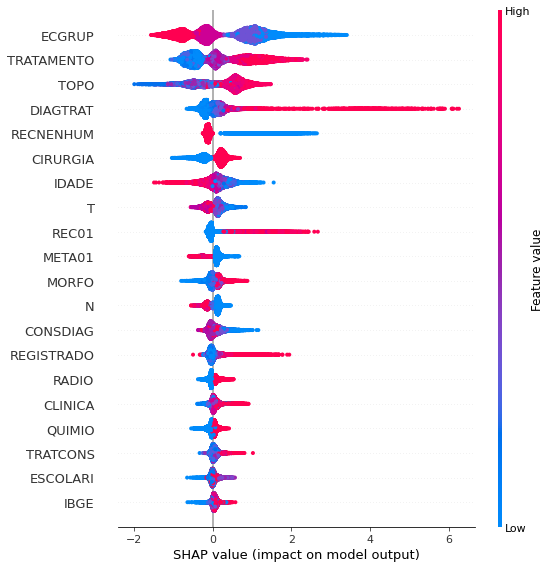 High
ECGRUP
TRATAMENTO
TOPO
DIAGTRAT
RECNENHUM
CIRURGIA
IDADE
T
REC01
META01
MORFO
N
CONSDIAG
REGISTRADO
RADIO
CLINICA
QUIMIO
TRATCONS
ESCOLARI
IBGE
Feature value
Low
−2 0 2 4 6
SHAP value (impact on model output)